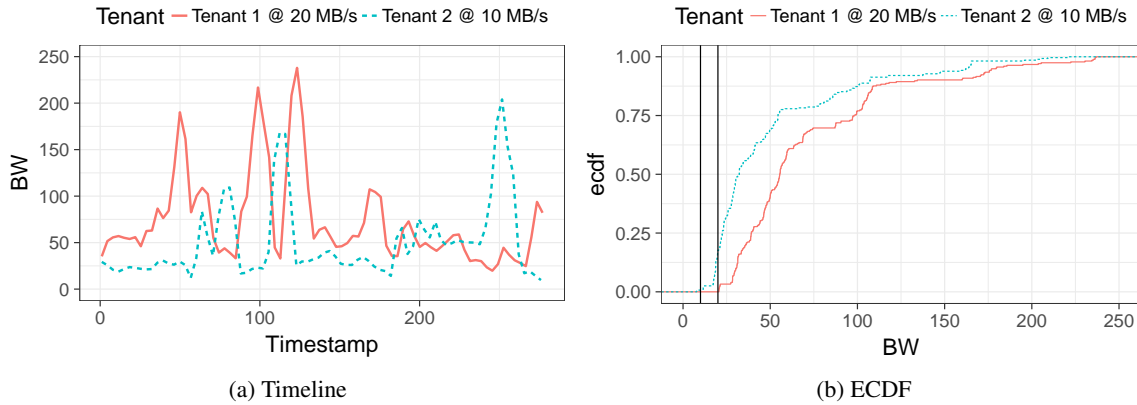 Tenant Tenant 1 @ 20 MB/s Tenant 2 @ 10 MB/s
250
200
150
100
50
0
BW
0 100 200
Timestamp
(a) Timeline
Tenant Tenant 1 @ 20 MB/s Tenant 2 @ 10 MB/s
1.00
0.75
0.50
0.25
0.00
ecdf
0 50 100 150 200 250
BW
(b) ECDF